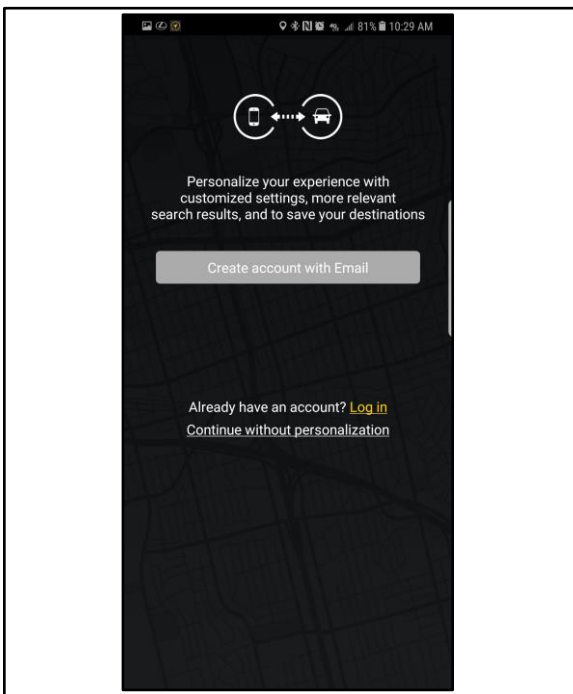 81% 10:29 AM
Personalize your experience with
customized settings, more relevant
search results, and to save your destinations
Create account with Email
Already have an account? Log in
Continue without personalization